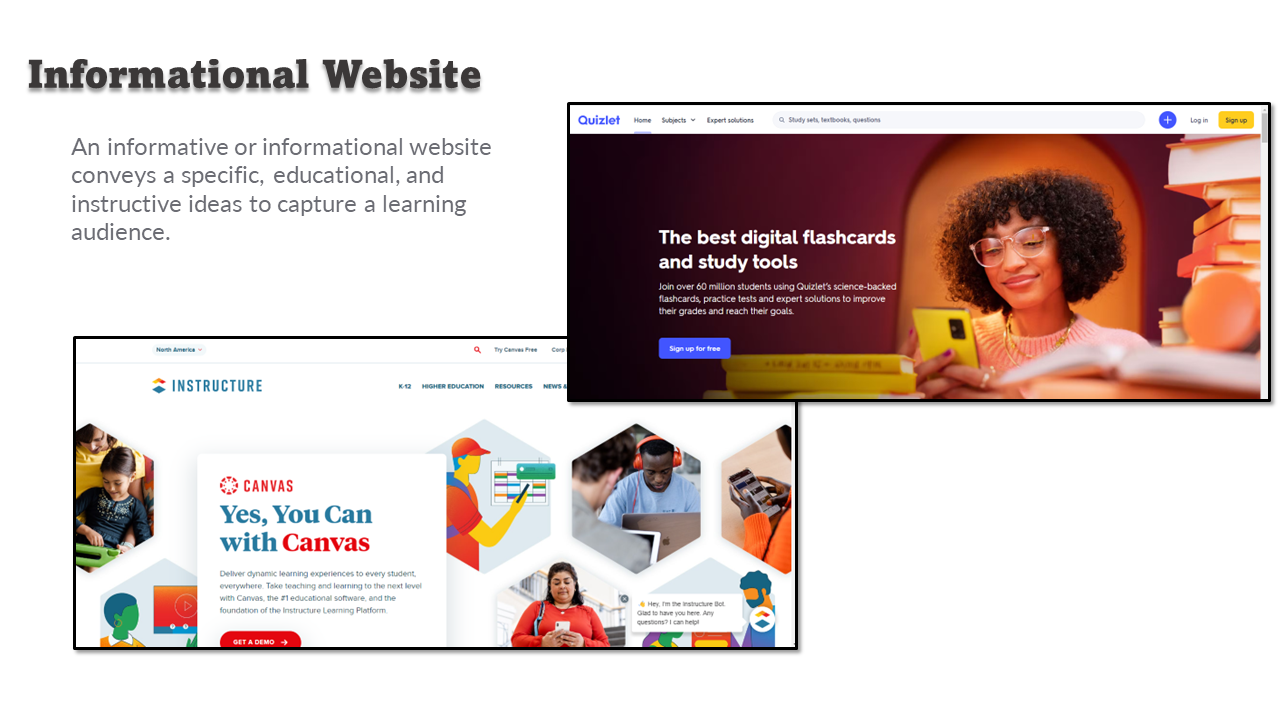 Informational Website
An informative or informational website
conveys a specific, educational, and
instructive ideas to capture a learning
audience.
Quizlet
Home
Subjects
Expert solutions
Study sets, textbooks, questions
Log in
Sign up
The best digital flashcards
and study tools
Join over 60 million students using Quizlet's science-backed
flashcards, practice tests and expert solutions to improve
their grades and reach their goals.
Sign up for free
North America
Try Canvas Free
Corp
INSTRUCTURE
K-12
HIGHER EDUCATION
RESOURCES
NEWS &
CANVAS
Yes, You Can
with Canvas
Deliver dynamic learning experiences to every student,
everywhere. Take teaching and learning to the next level
with Canvas, the #1 educational software, and the
foundation of the Instructure Learning Platform.
GET A DEMO →
👋 Hey, I'm the Instructure Bot.
Glad to have you here. Any
questions? I can help!